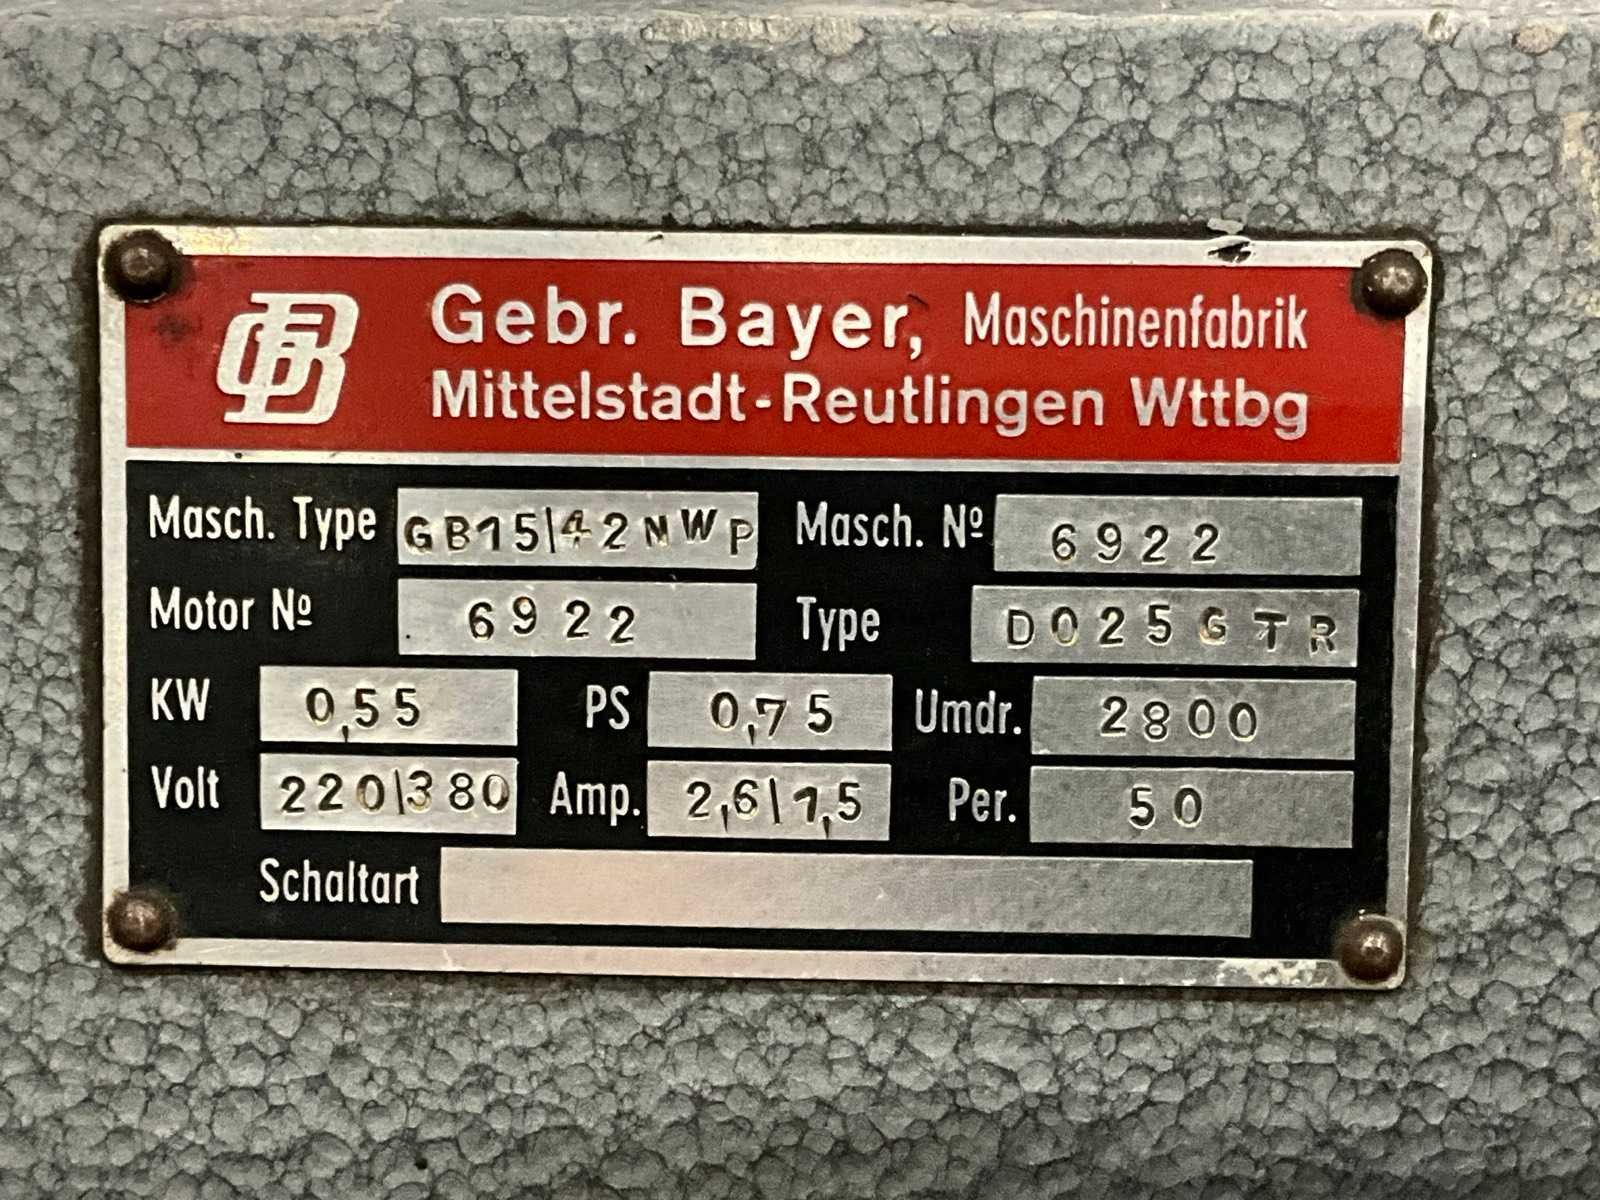 GB Gebr. Bayer, Maschinenfabrik
Mittelstadt-Reutlingen Wttbg
Masch. Type GB15/42NWP Masch. Nº 6922
Motor Nº 6922 Type D025GTR
KW 0,55 PS 0,75 Umdr. 2800
Volt 220/380 Amp. 2,6/1,5 Per. 50
Schaltart